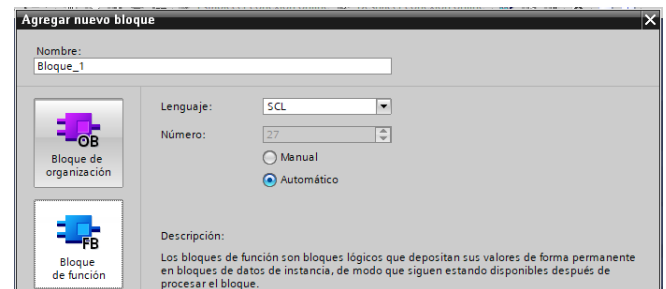 Agregar nuevo bloque
Nombre:
Bloque_1
Lenguaje:
SCL
Número:
27
Manual
Automático
OB
Bloque de
organización
FB
Bloque
de función
Descripción:
Los bloques de función son bloques lógicos que depositan sus valores de forma permanente
en bloques de datos de instancia, de modo que siguen estando disponibles después de
procesar el bloque.